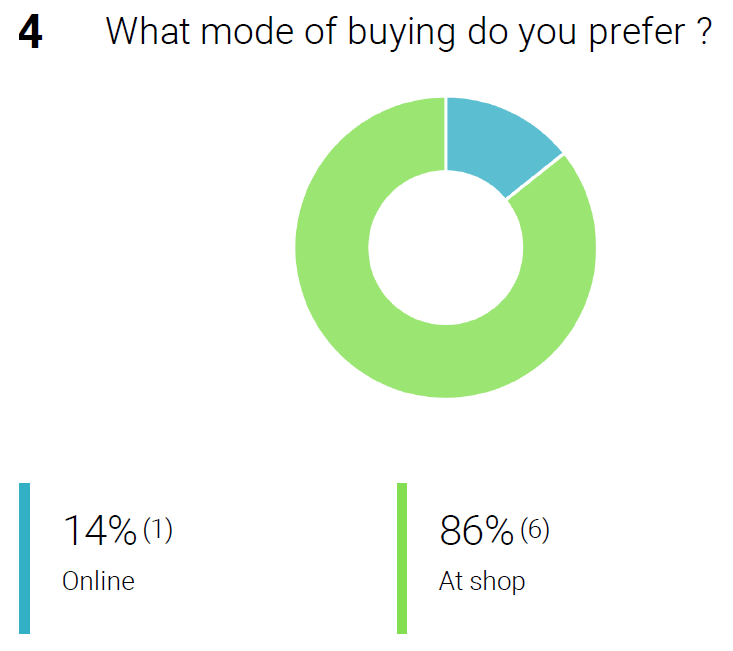 4 What mode of buying do you prefer ?
14% (1)
Online
86% (6)
At shop